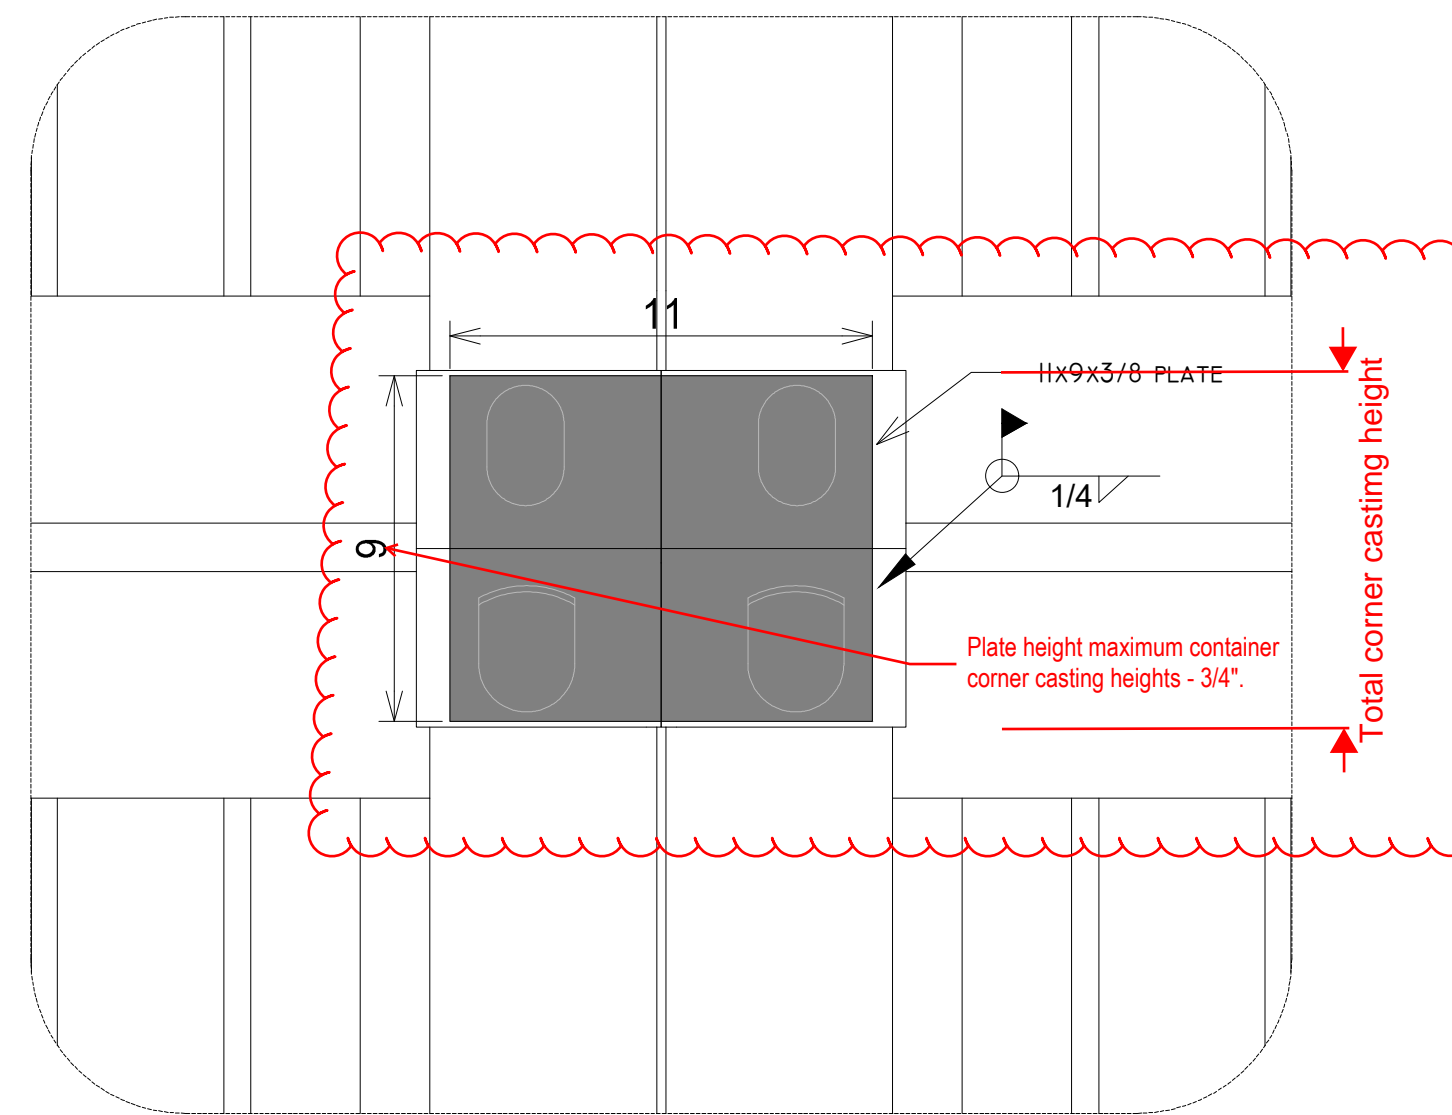 11
11x9x3/8 PLATE
1/4
9
Plate height maximum container
corner casting heights - 3/4".
Total corner castimg height